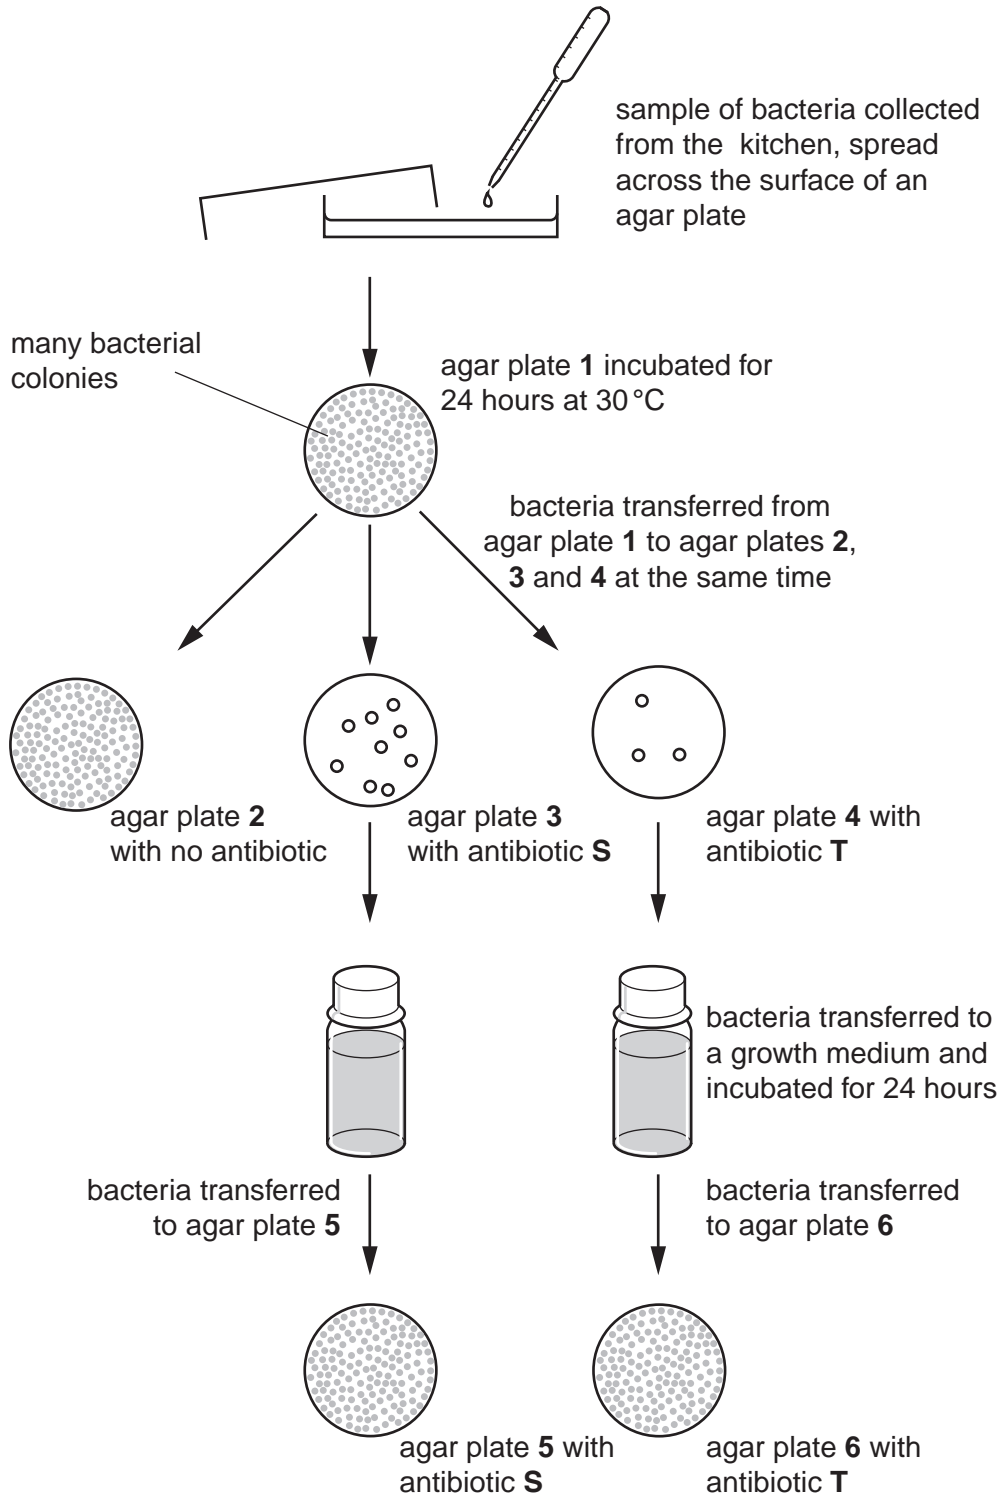 sample of bacteria collected
from the kitchen, spread
across the surface of an
agar plate
many bacterial
colonies
agar plate 1 incubated for
24 hours at 30 °C
bacteria transferred from
agar plate 1 to agar plates 2,
3 and 4 at the same time
agar plate 2
with no antibiotic
agar plate 3
with antibiotic S
agar plate 4 with
antibiotic T
bacteria transferred to
a growth medium and
incubated for 24 hours
bacteria transferred
to agar plate 5
bacteria transferred
to agar plate 6
agar plate 5 with
antibiotic S
agar plate 6 with
antibiotic T